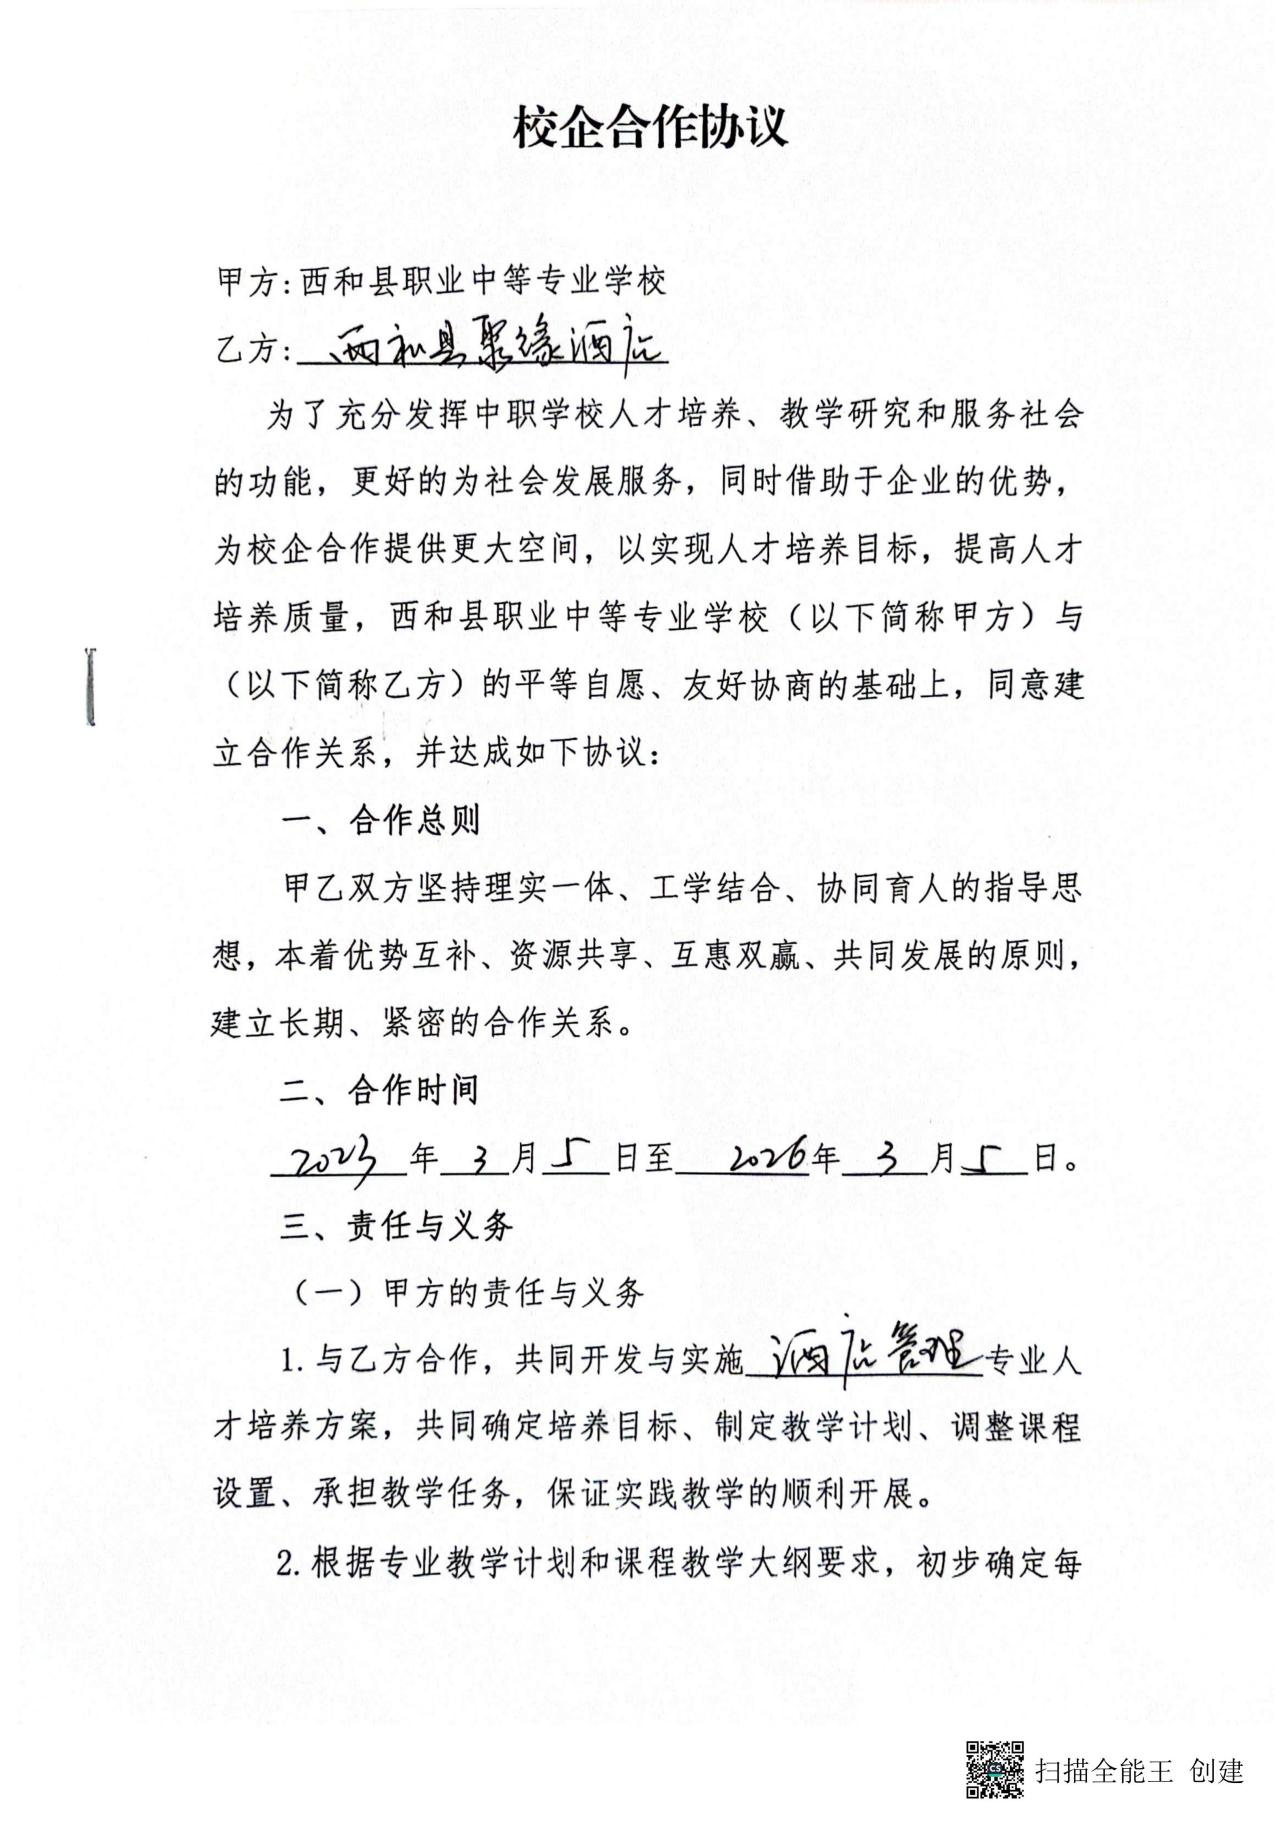 校企合作协议
甲方:西和县职业中等专业学校
乙方:西和县聚缘酒店
为了充分发挥中职学校人才培养、教学研究和服务社会
的功能，更好的为社会发展服务，同时借助于企业的优势，
为校企合作提供更大空间，以实现人才培养目标，提高人才
培养质量，西和县职业中等专业学校（以下简称甲方）与
（以下简称乙方）的平等自愿、友好协商的基础上，同意建
立合作关系，并达成如下协议：
一、合作总则
甲乙双方坚持理实一体、工学结合、协同育人的指导思
想，本着优势互补、资源共享、互惠双赢、共同发展的原则，
建立长期、紧密的合作关系。
二、合作时间
2023年3月5日至2026年3月5日。
三、责任与义务
（一）甲方的责任与义务
1.与乙方合作，共同开发与实施酒店管理专业人
才培养方案，共同确定培养目标、制定教学计划、调整课程
设置、承担教学任务，保证实践教学的顺利开展。
2.根据专业教学计划和课程教学大纲要求，初步确定每
CS
扫描全能王 创建